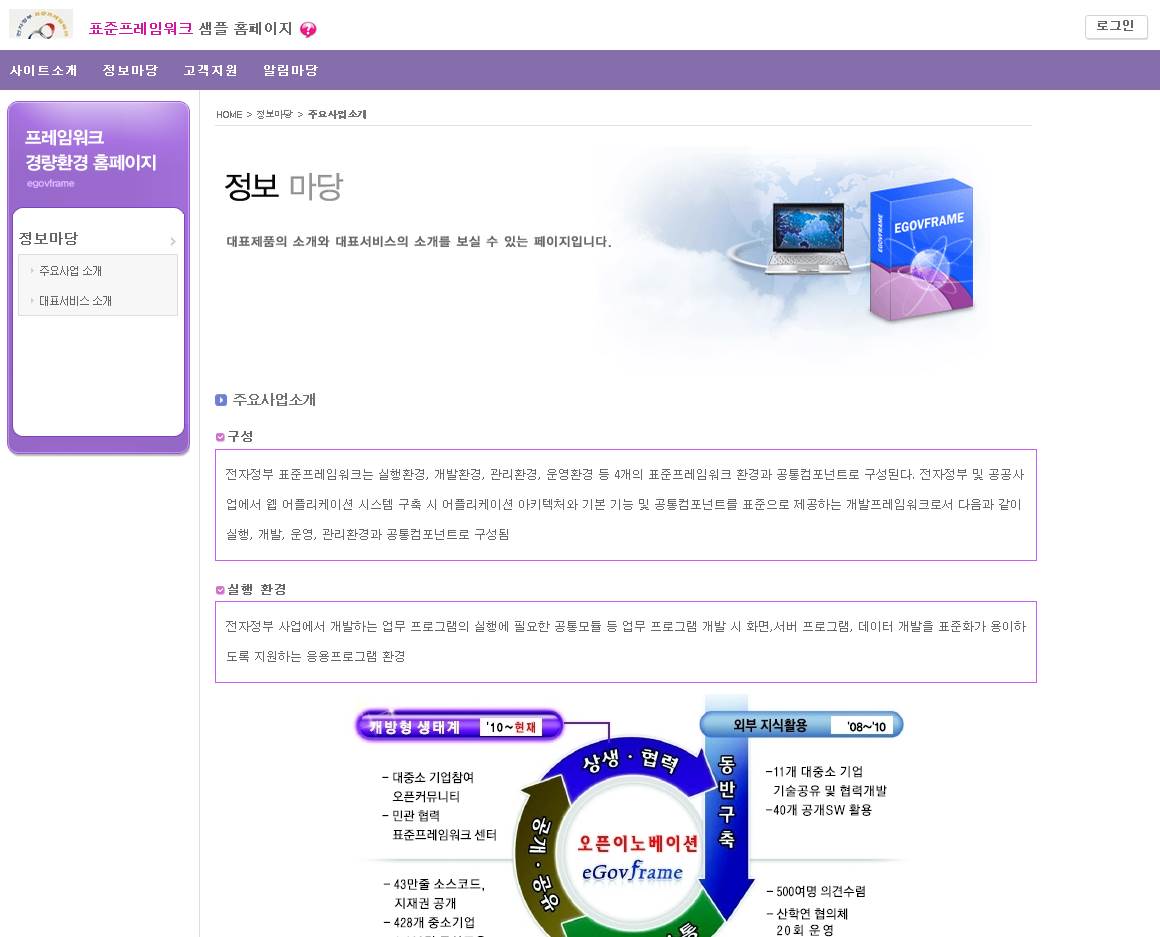 표준프레임워크 샘플 홈페이지 ?
로그인
사이트소개 정보마당 고객지원 알림마당
프레임워크
경량환경 홈페이지
egovframe
정보마당
주요사업 소개
대표서비스 소개
HOME > 정보마당 > 주요사업소개
정보 마당
대표제품의 소개와 대표서비스의 소개를 보실 수 있는 페이지입니다.
EGOVFRAME
EGOVFRAME
주요사업소개
구성
전자정부 표준프레임워크는 실행환경, 개발환경, 관리환경, 운영환경 등 4개의 표준프레임워크 환경과 공통컴포넌트로 구성된다. 전자정부 및 공공사
업에서 웹 어플리케이션 시스템 구축 시 어플리케이션 아키텍처와 기본 기능 및 공통컴포넌트를 표준으로 제공하는 개발프레임워크로서 다음과 같이
실행, 개발, 운영, 관리환경과 공통컴포넌트로 구성됨
실행 환경
전자정부 사업에서 개발하는 업무 프로그램의 실행에 필요한 공통모듈 등 업무 프로그램 개발 시 화면,서버 프로그램, 데이터 개발을 표준화가 용이하
도록 지원하는 응용프로그램 환경
개방형 생태계 '10~현재
외부 지식활용 '08~'10
상생 · 협력
동반구축
공개 · 공유
- 대중소 기업참여
오픈커뮤니티
- 민관 협력
표준프레임워크 센터
-11개 대중소 기업
기술공유 및 협력개발
-40개 공개SW 활용
오픈이노베이션
eGovframe
- 43만줄 소스코드,
지재권 공개
- 428개 중소기업
- 500여명 의견수렴
- 산학연 협의체
20회 운영